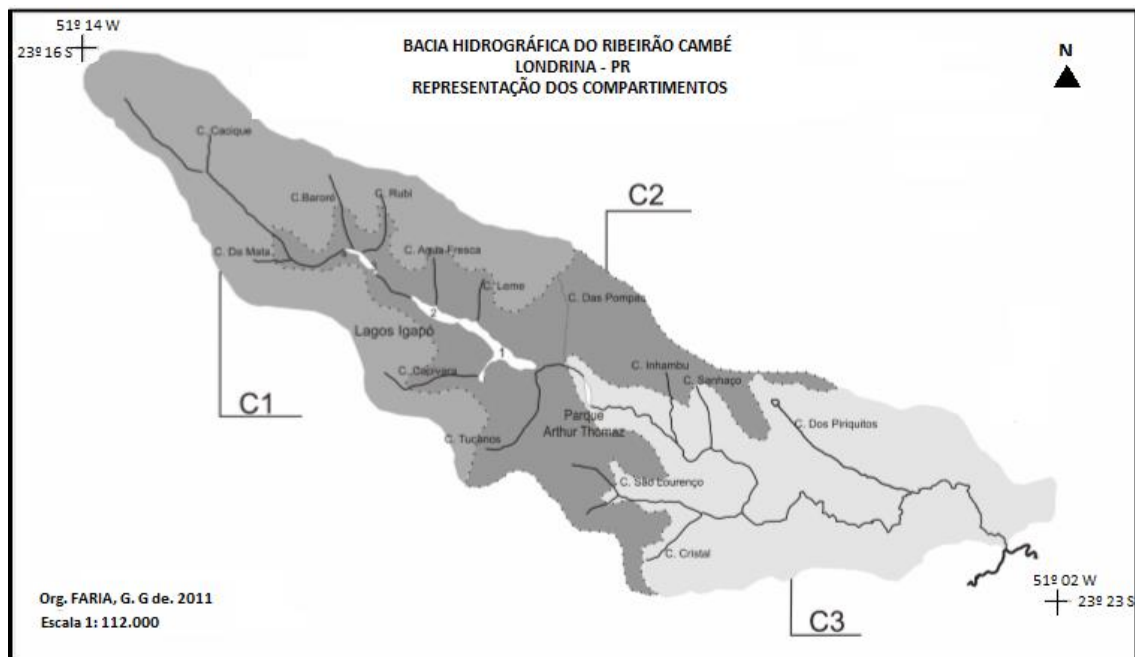 51º 14 W
23º 16 S
BACIA HIDROGRÁFICA DO RIBEIRÃO CAMBÉ
LONDRINA - PR
REPRESENTAÇÃO DOS COMPARTIMENTOS
N
C. Cacique
C.Baroré
C. Rubi
C2
C. Da Mata
C. Água-Fresca
C. Leme
C. Das Pombas
3
2
1
Lagos Igapó
C. Capivara
C. Inhambu
C. Sanhaço
C1
Parque
Arthur Thomaz
C. Dos Piriquitos
C. Tucanos
C. São Lourenço
C. Cristal
51º 02 W
23º 23 S
Org. FARIA, G. G de. 2011
Escala 1: 112.000
C3